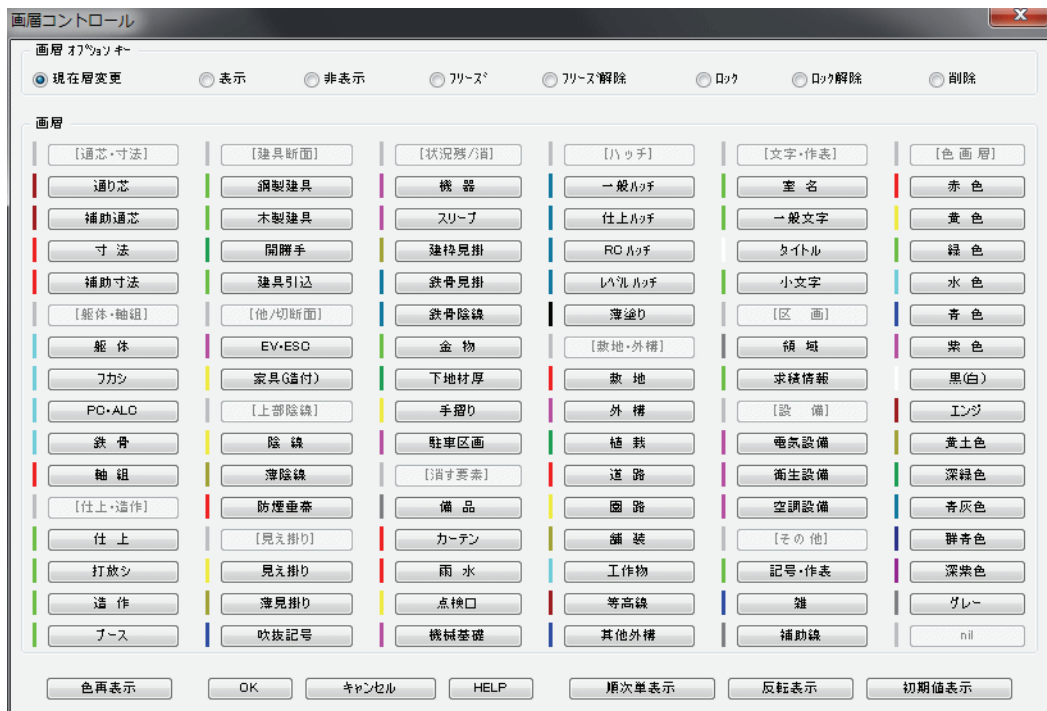 画層コントロール
X
画層 ｵﾌﾟｼｮﾝ ｷｰ
現在層変更 表示 非表示 ﾌﾘｰｽﾞ ﾌﾘｰｽﾞ解除 ﾛｯｸ ﾛｯｸ解除 削除
画層
[通芯・寸法] [建具断面] [状況残/消] [ハッチ] [文字・作表] [色 画 層]
通り芯 鋼製建具 機 器 一般ﾊｯﾁ 室 名 赤 色
補助通芯 木製建具 スリーブ 仕上ﾊｯﾁ 一般文字 黄 色
寸 法 開勝手 建枠見掛 RC ﾊｯﾁ タイトル 緑 色
補助寸法 建具引込 鉄骨見掛 ﾚﾍﾞﾙ ﾊｯﾁ 小文字 水 色
[躯体・軸組] [他/切断面] 鉄骨陰線 薄塗り [区 画] 青 色
躯 体 EV・ESC 金 物 [敷地・外構] 領 域 紫 色
フカシ 家具(造付) 下地材厚 敷 地 求積情報 黒(白)
PC・ALC [上部陰線] 手摺り 外 構 [設 備] エンジ
鉄 骨 陰 線 駐車区画 植 栽 電気設備 黄土色
軸 組 薄陰線 [消す要素] 道 路 衛生設備 深緑色
[仕上・造作] 防煙垂幕 備 品 園 路 空調設備 青灰色
仕 上 [見え掛り] カーテン 舗 装 [その他] 群青色
打放シ 見え掛り 雨 水 工作物 記号・作表 深紫色
造 作 薄見掛り 点検口 等高線 雑 グレー
ブース 吹抜記号 機械基礎 其他外構 補助線 nil
色再表示 OK キャンセル HELP 順次単表示 反転表示 初期値表示